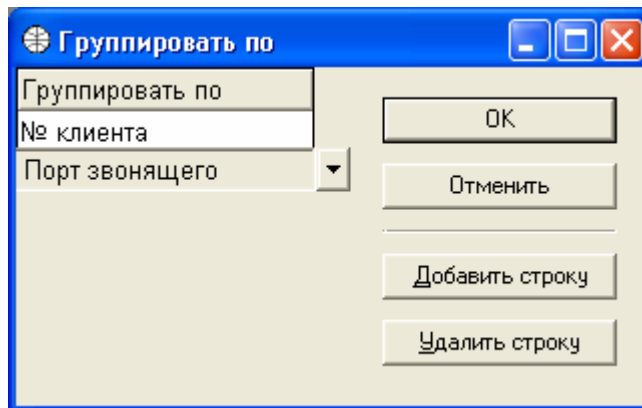 Группировать по
Группировать по
№ клиента
Порт звонящего
OK
Отменить
Добавить строку
Удалить строку